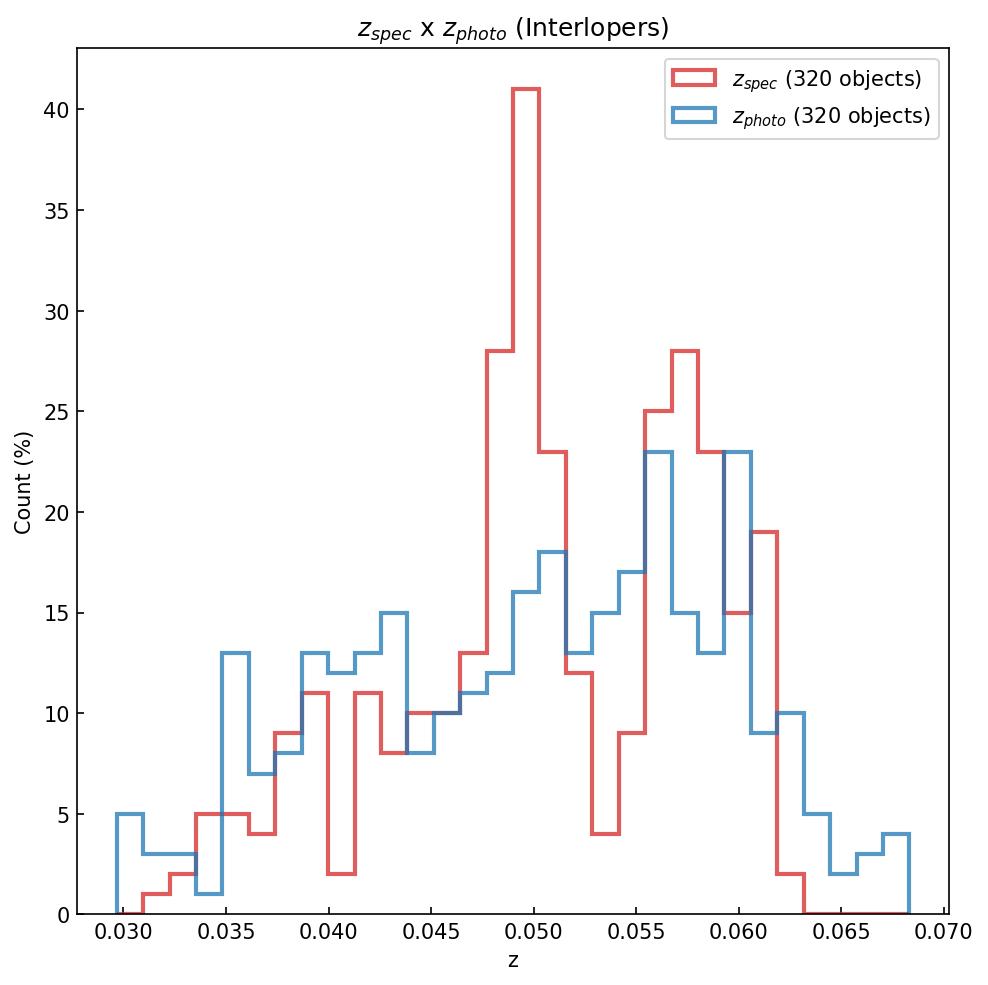 z_spec x z_photo (Interlopers)
z_spec (320 objects)
z_photo (320 objects)
Count (%)
40
35
30
25
20
15
10
5
0
0.030 0.035 0.040 0.045 0.050 0.055 0.060 0.065 0.070
z